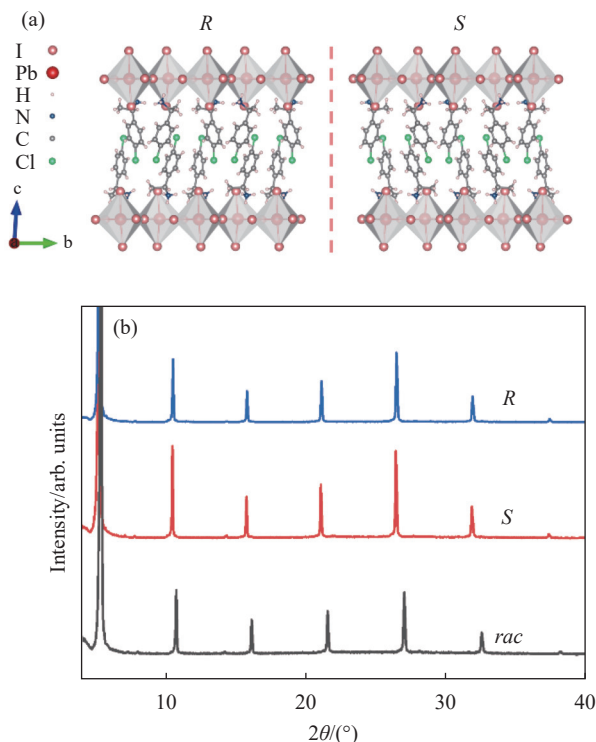 (a)
R
S
I
Pb
H
N
C
Cl
c
b
(b)
R
S
rac
Intensity/arb. units
10
20
30
40
2θ/(°)